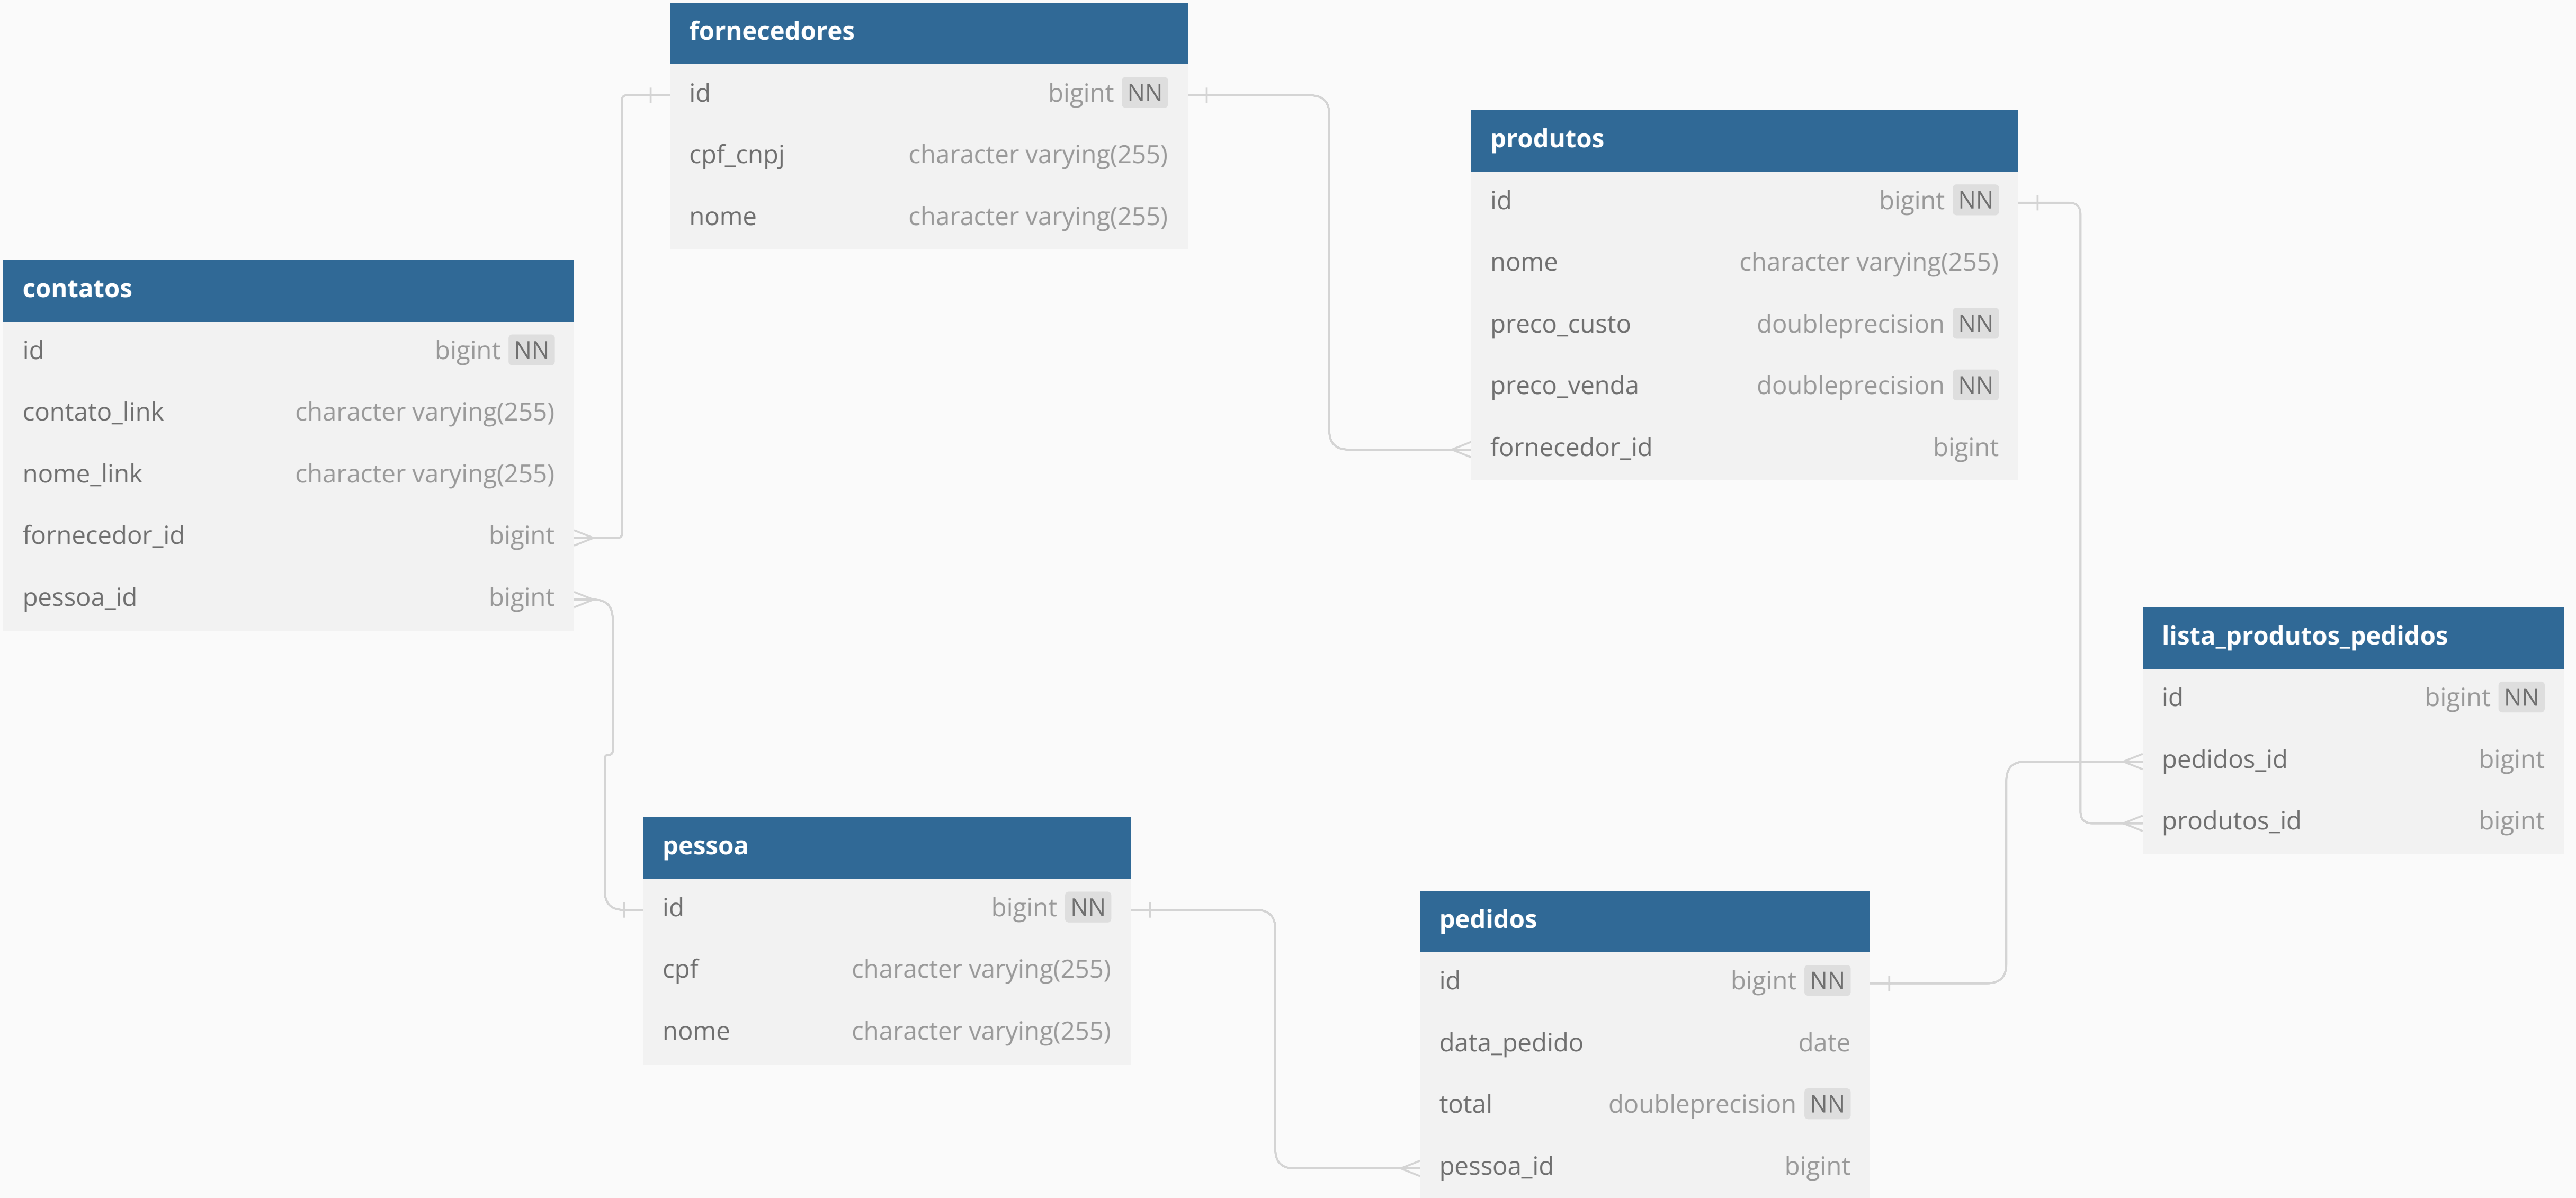 fornecedores
id bigint NN
cpf_cnpj character varying(255)
nome character varying(255)
produtos
id bigint NN
nome character varying(255)
preco_custo doubleprecision NN
preco_venda doubleprecision NN
fornecedor_id bigint
contatos
id bigint NN
contato_link character varying(255)
nome_link character varying(255)
fornecedor_id bigint
pessoa_id bigint
lista_produtos_pedidos
id bigint NN
pedidos_id bigint
produtos_id bigint
pessoa
id bigint NN
cpf character varying(255)
nome character varying(255)
pedidos
id bigint NN
data_pedido date
total doubleprecision NN
pessoa_id bigint